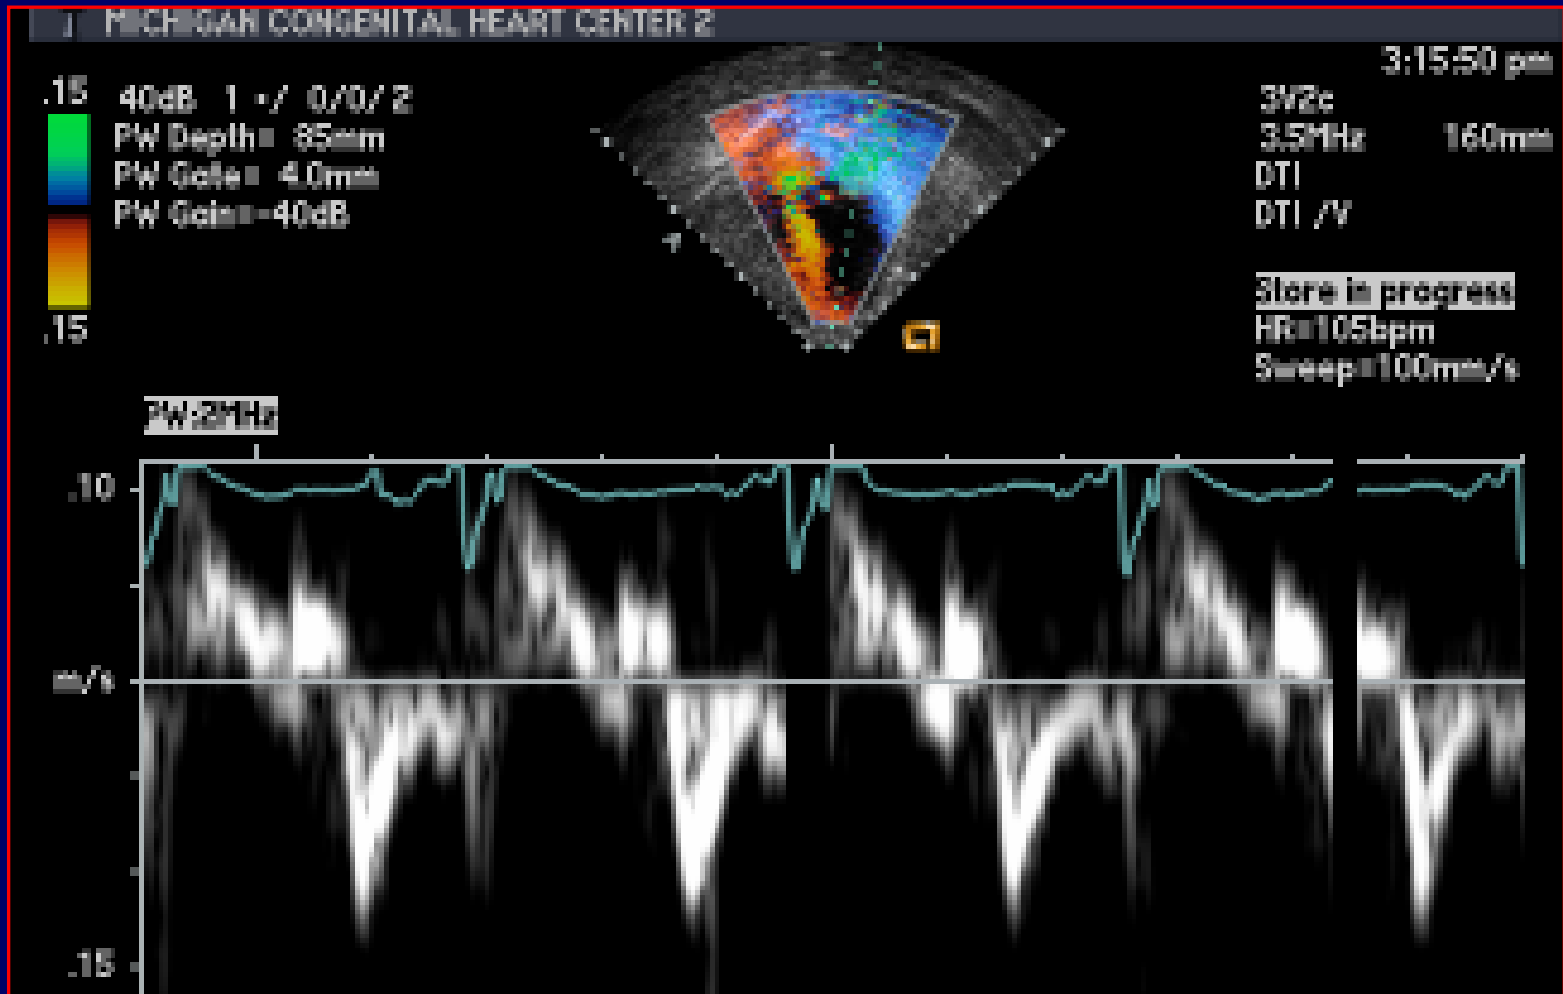 MICHIGAN CONGENITAL HEART CENTER 2
3:15:50 pm
.15
40dB 1 •/ 0/0/ 2
PW Depth= 85mm
PW Gate= 4.0mm
PW Gain=-40dB
.15
3V2c
3.5MHz 160mm
DTI
DTI /V
Store in progress
HR=105bpm
Sweep=100mm/s
PW:2MHz
.10
m/s
.15